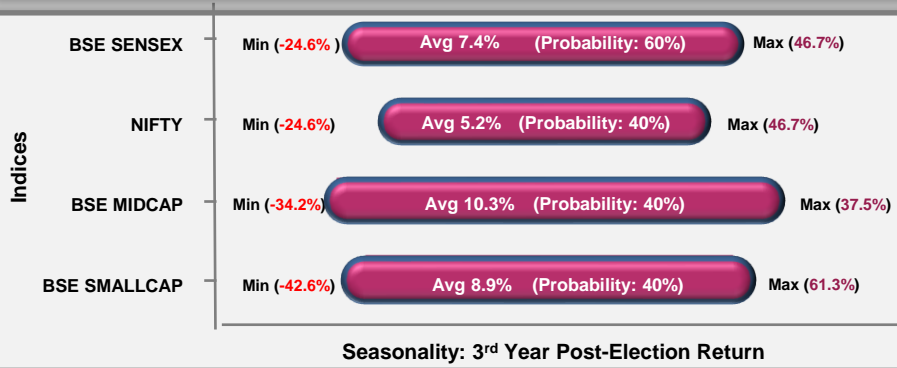 Indices
BSE SENSEX Min (-24.6% ) Avg 7.4% (Probability: 60%) Max (46.7%)
NIFTY Min (-24.6%) Avg 5.2% (Probability: 40%) Max (46.7%)
BSE MIDCAP Min (-34.2%) Avg 10.3% (Probability: 40%) Max (37.5%)
BSE SMALLCAP Min (-42.6%) Avg 8.9% (Probability: 40%) Max (61.3%)
Seasonality: 3rd Year Post-Election Return